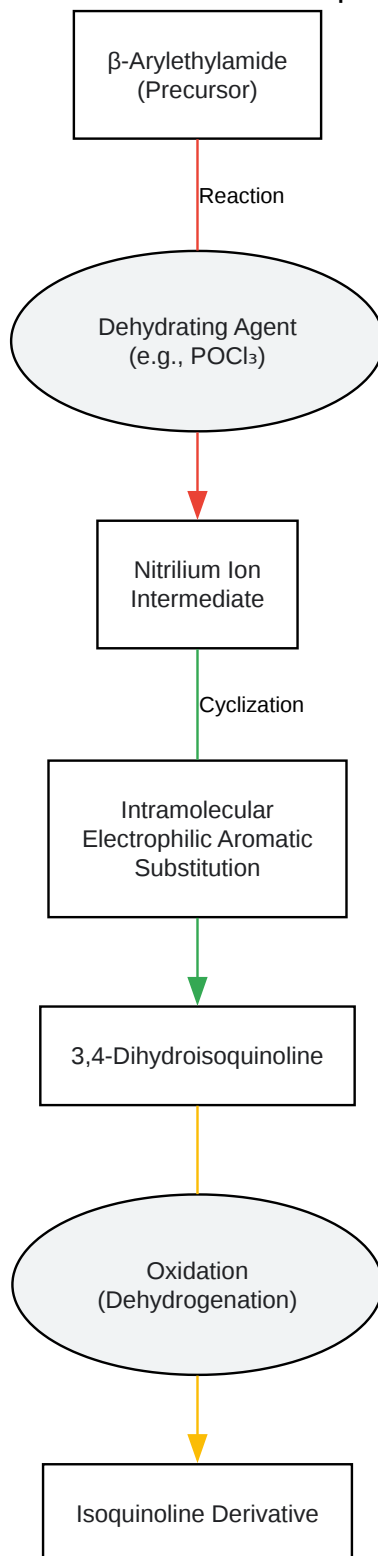 β-Arylethylamide
(Precursor)
Reaction
Dehydrating Agent
(e.g., POCl₃)
Nitrilium Ion
Intermediate
Cyclization
Intramolecular
Electrophilic Aromatic
Substitution
3,4-Dihydroisoquinoline
Oxidation
(Dehydrogenation)
Isoquinoline Derivative